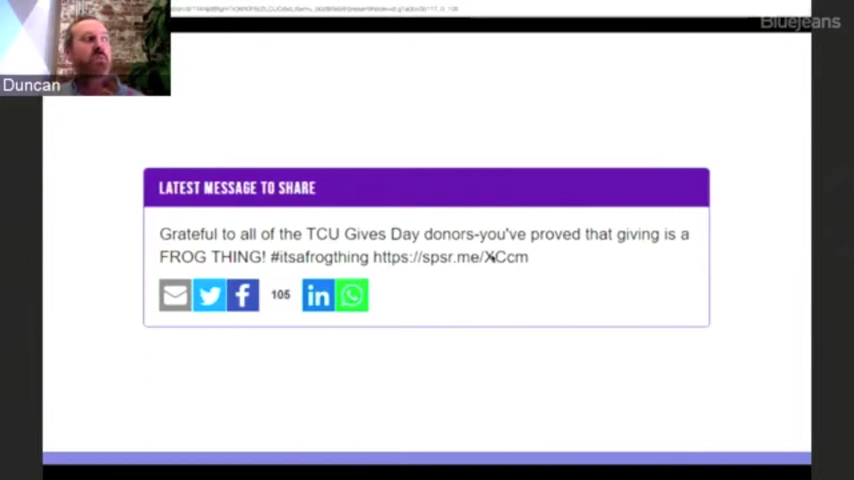 BlueJeans
Duncan
LATEST MESSAGE TO SHARE
Grateful to all of the TCU Gives Day donors-you've proved that giving is a
FROG THING! #itsafrogthing https://spsr.me/XCcm
105
in